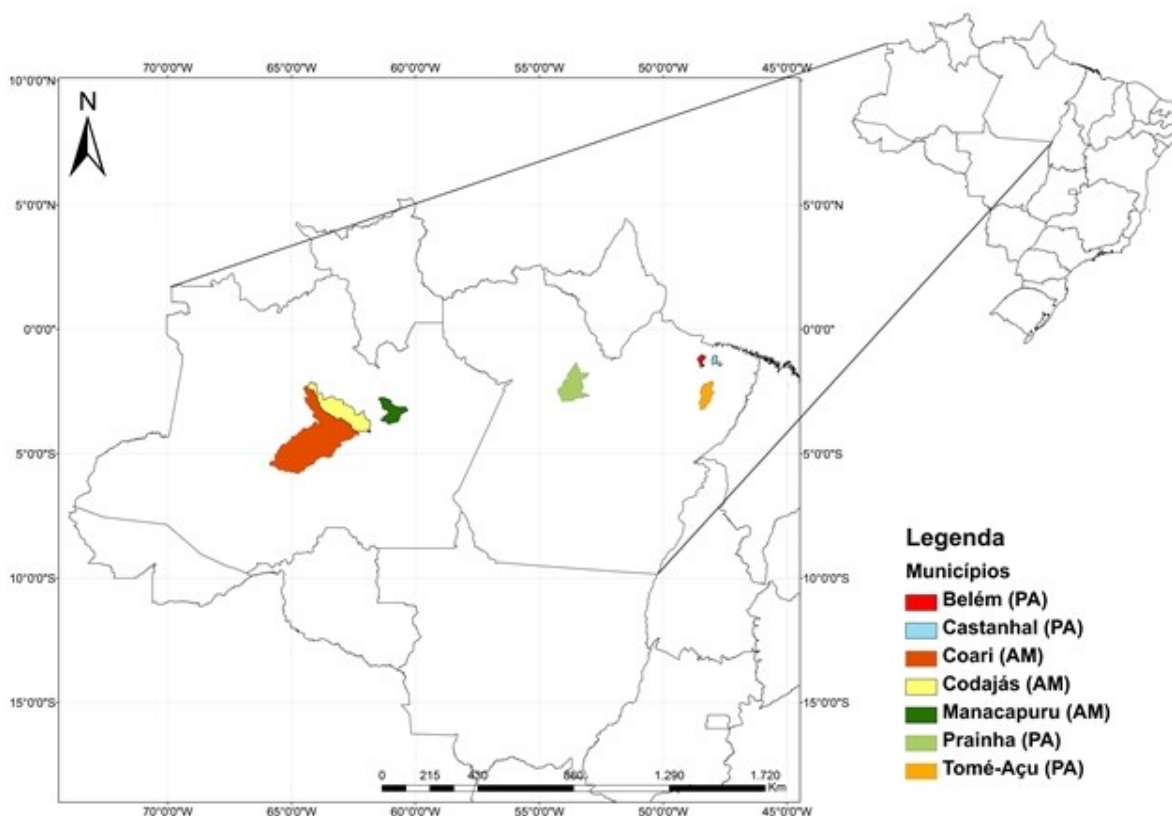 70°0'0"W 65°0'0"W 60°0'0"W 55°0'0"W 50°0'0"W 45°0'0"W
10°0'0"N
N
5°0'0"N 5°0'0"N
0°0'0" 0°0'0"
5°0'0"S 5°0'0"S
10°0'0"S 10°0'0"S
15°0'0"S 15°0'0"S
Legenda
Municípios
Belém (PA)
Castanhal (PA)
Coari (AM)
Codajás (AM)
Manacapuru (AM)
Prainha (PA)
Tomé-Açu (PA)
0 215 430 860 1.290 1.720
Km
70°0'0"W 65°0'0"W 60°0'0"W 55°0'0"W 50°0'0"W 45°0'0"W